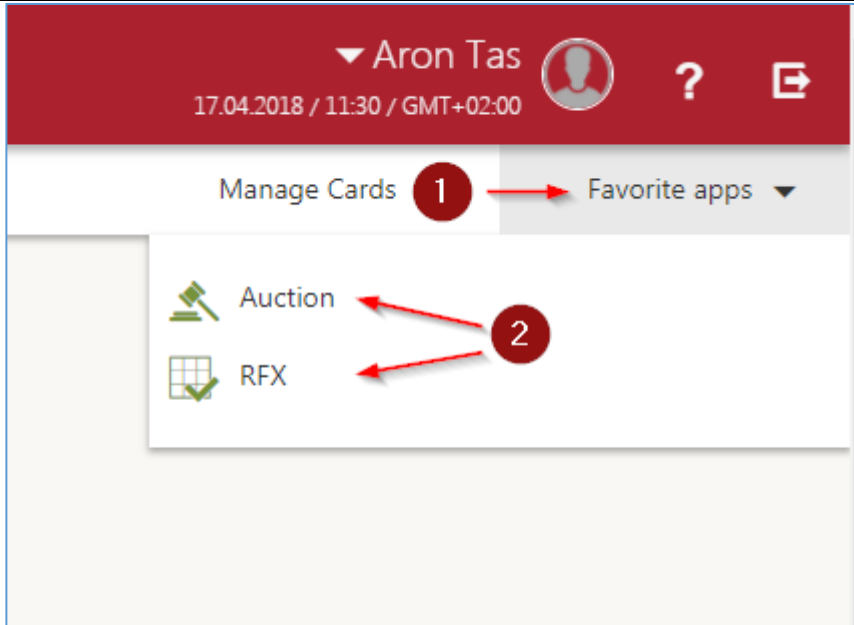 Aron Tas
?
17.04.2018 / 11:30 / GMT+02:00
Manage Cards 1 Favorite apps
Auction
2
RFX